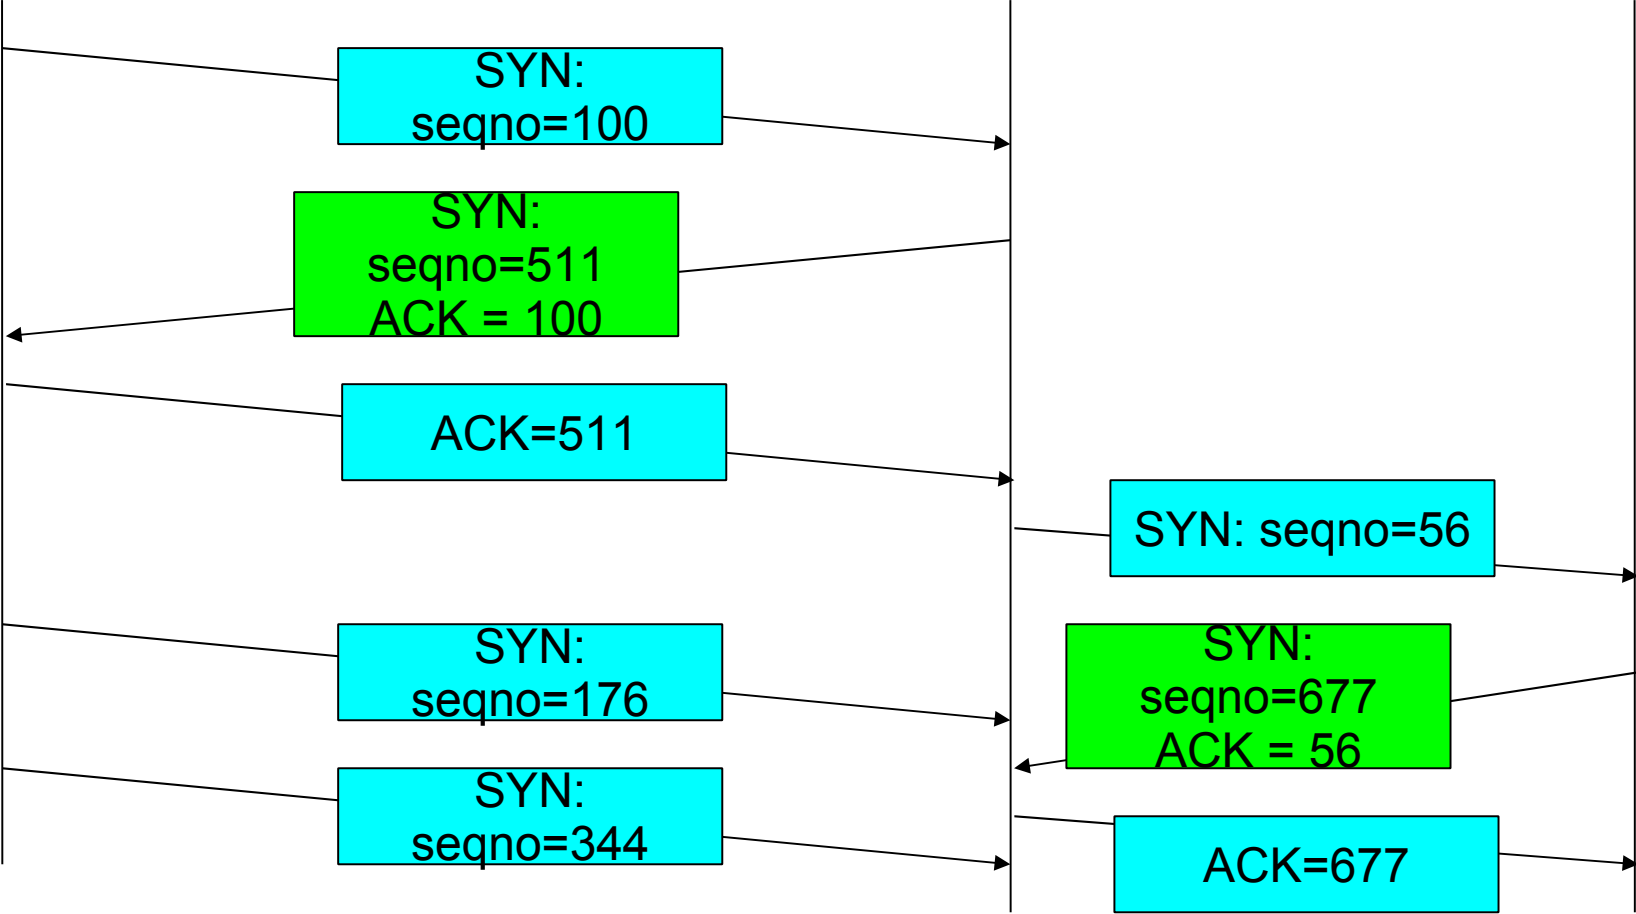 SYN:
seqno=100
SYN:
seqno=511
ACK = 100
ACK=511
SYN: seqno=56
SYN:
seqno=176
SYN:
seqno=677
ACK = 56
SYN:
seqno=344
ACK=677